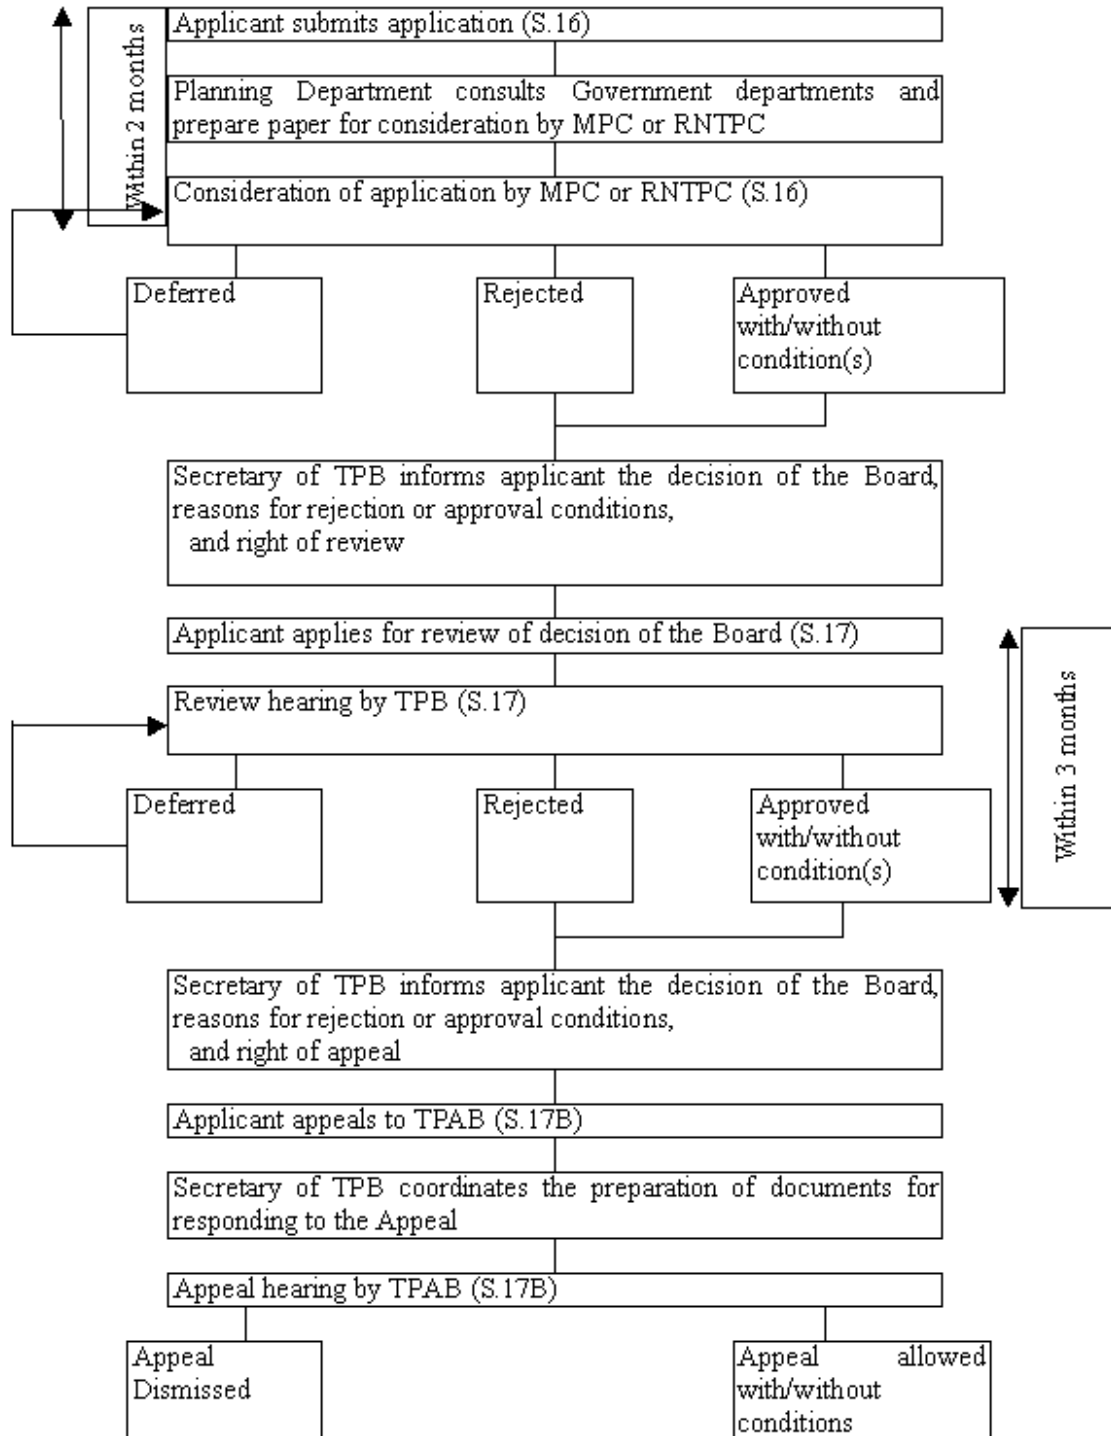 Applicant submits application (S.16)
Within 2 months
Planning Department consults Government departments and
prepare paper for consideration by MPC or RNTPC
Consideration of application by MPC or RNTPC (S.16)
Deferred
Rejected
Approved
with/without
condition(s)
Secretary of TPB informs applicant the decision of the Board,
reasons for rejection or approval conditions,
and right of review
Applicant applies for review of decision of the Board (S.17)
Within 3 months
Review hearing by TPB (S.17)
Deferred
Rejected
Approved
with/without
condition(s)
Secretary of TPB informs applicant the decision of the Board,
reasons for rejection or approval conditions,
and right of appeal
Applicant appeals to TPAB (S.17B)
Secretary of TPB coordinates the preparation of documents for
responding to the Appeal
Appeal hearing by TPAB (S.17B)
Appeal
Dismissed
Appeal allowed
with/without
conditions